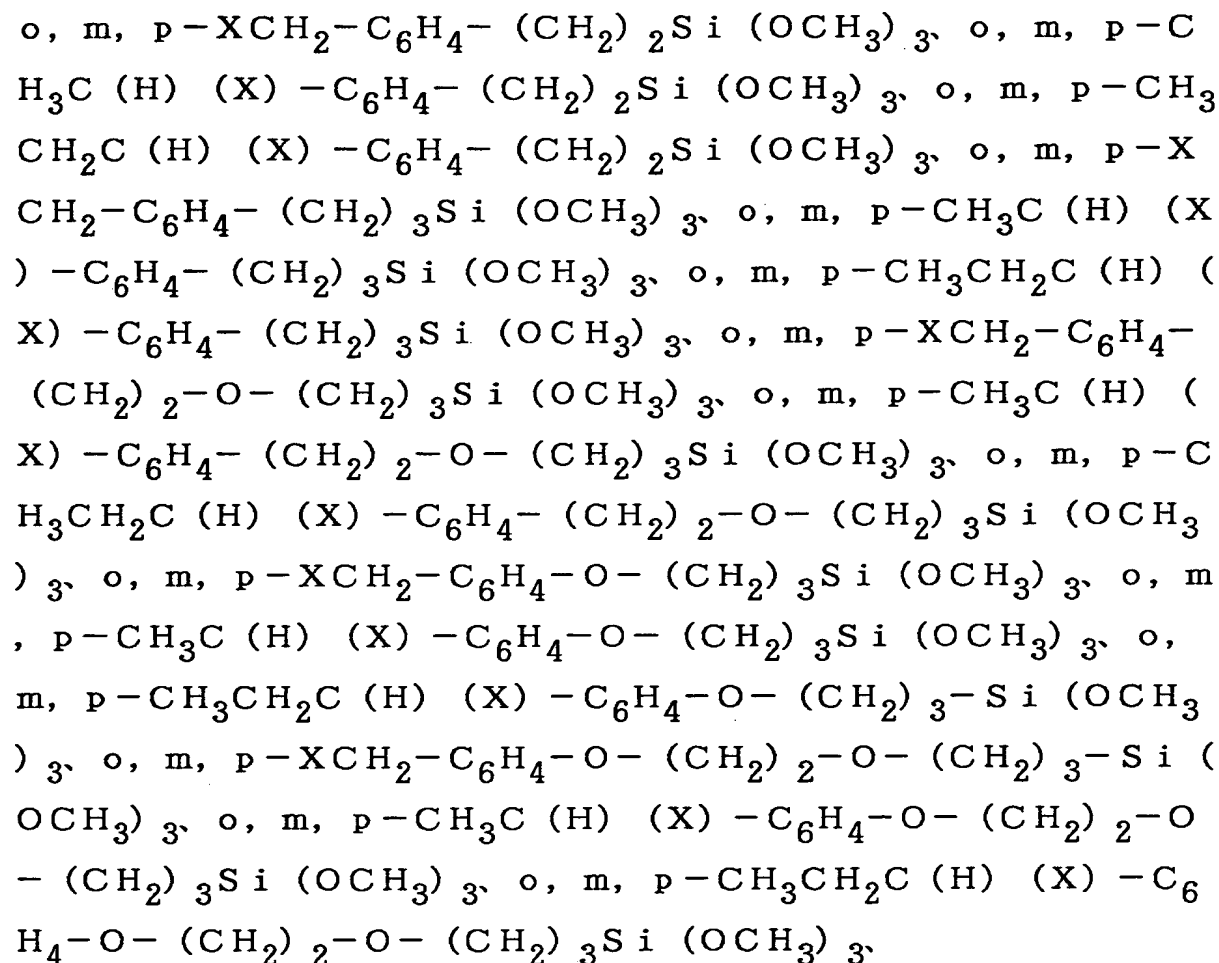 o, m, p−XCH₂−C₆H₄−(CH₂)₂Si(OCH₃)₃、o, m, p−C
H₃C(H)(X)−C₆H₄−(CH₂)₂Si(OCH₃)₃、o, m, p−CH₃
CH₂C(H)(X)−C₆H₄−(CH₂)₂Si(OCH₃)₃、o, m, p−X
CH₂−C₆H₄−(CH₂)₃Si(OCH₃)₃、o, m, p−CH₃C(H)(X
)−C₆H₄−(CH₂)₃Si(OCH₃)₃、o, m, p−CH₃CH₂C(H)(
X)−C₆H₄−(CH₂)₃Si(OCH₃)₃、o, m, p−XCH₂−C₆H₄−
(CH₂)₂−O−(CH₂)₃Si(OCH₃)₃、o, m, p−CH₃C(H)(
X)−C₆H₄−(CH₂)₂−O−(CH₂)₃Si(OCH₃)₃、o, m, p−C
H₃CH₂C(H)(X)−C₆H₄−(CH₂)₂−O−(CH₂)₃Si(OCH₃
)₃、o, m, p−XCH₂−C₆H₄−O−(CH₂)₃Si(OCH₃)₃、o, m
, p−CH₃C(H)(X)−C₆H₄−O−(CH₂)₃Si(OCH₃)₃、o,
m, p−CH₃CH₂C(H)(X)−C₆H₄−O−(CH₂)₃−Si(OCH₃
)₃、o, m, p−XCH₂−C₆H₄−O−(CH₂)₂−O−(CH₂)₃−Si(
OCH₃)₃、o, m, p−CH₃C(H)(X)−C₆H₄−O−(CH₂)₂−O
−(CH₂)₃Si(OCH₃)₃、o, m, p−CH₃CH₂C(H)(X)−C₆
H₄−O−(CH₂)₂−O−(CH₂)₃Si(OCH₃)₃、